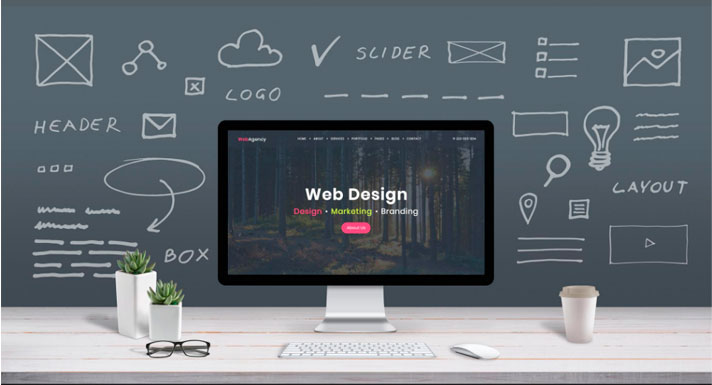 SLIDER
LOGO
HEADER
LAYOUT
BOX
WebAgency
HOME ABOUT SERVICES PORTFOLIO PAGES BLOG CONTACT
Web Design
Design • Marketing • Branding
About Us